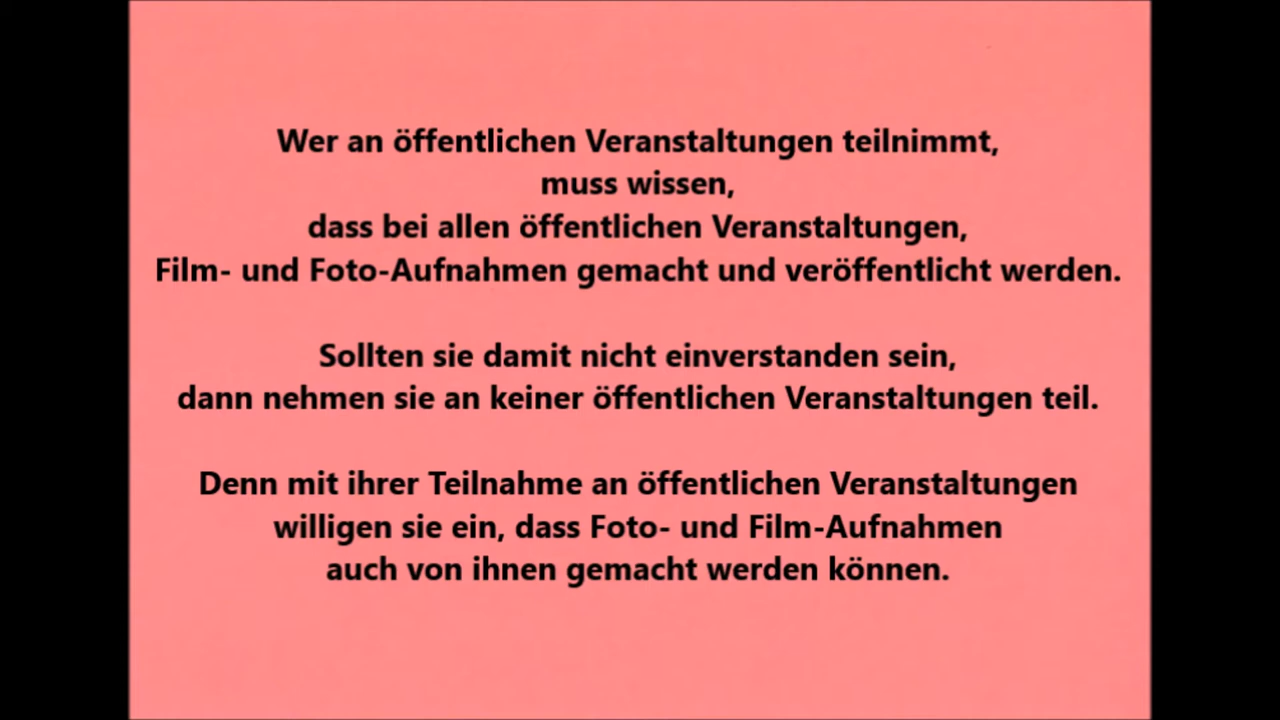 Wer an öffentlichen Veranstaltungen teilnimmt,
muss wissen,
dass bei allen öffentlichen Veranstaltungen,
Film- und Foto-Aufnahmen gemacht und veröffentlicht werden.
Sollten sie damit nicht einverstanden sein,
dann nehmen sie an keiner öffentlichen Veranstaltungen teil.
Denn mit ihrer Teilnahme an öffentlichen Veranstaltungen
willigen sie ein, dass Foto- und Film-Aufnahmen
auch von ihnen gemacht werden können.